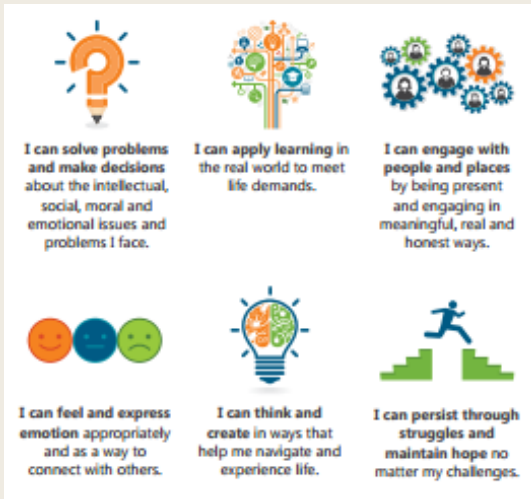 I can solve problems
and make decisions
about the intellectual,
social, moral and
emotional issues and
problems I face.
I can apply learning in
the real world to meet
life demands.
I can engage with
people and places
by being present
and engaging in
meaningful, real and
honest ways.
I can feel and express
emotion appropriately
and as a way to
connect with others.
I can think and
create in ways that
help me navigate and
experience life.
I can persist through
struggles and
maintain hope no
matter my challenges.